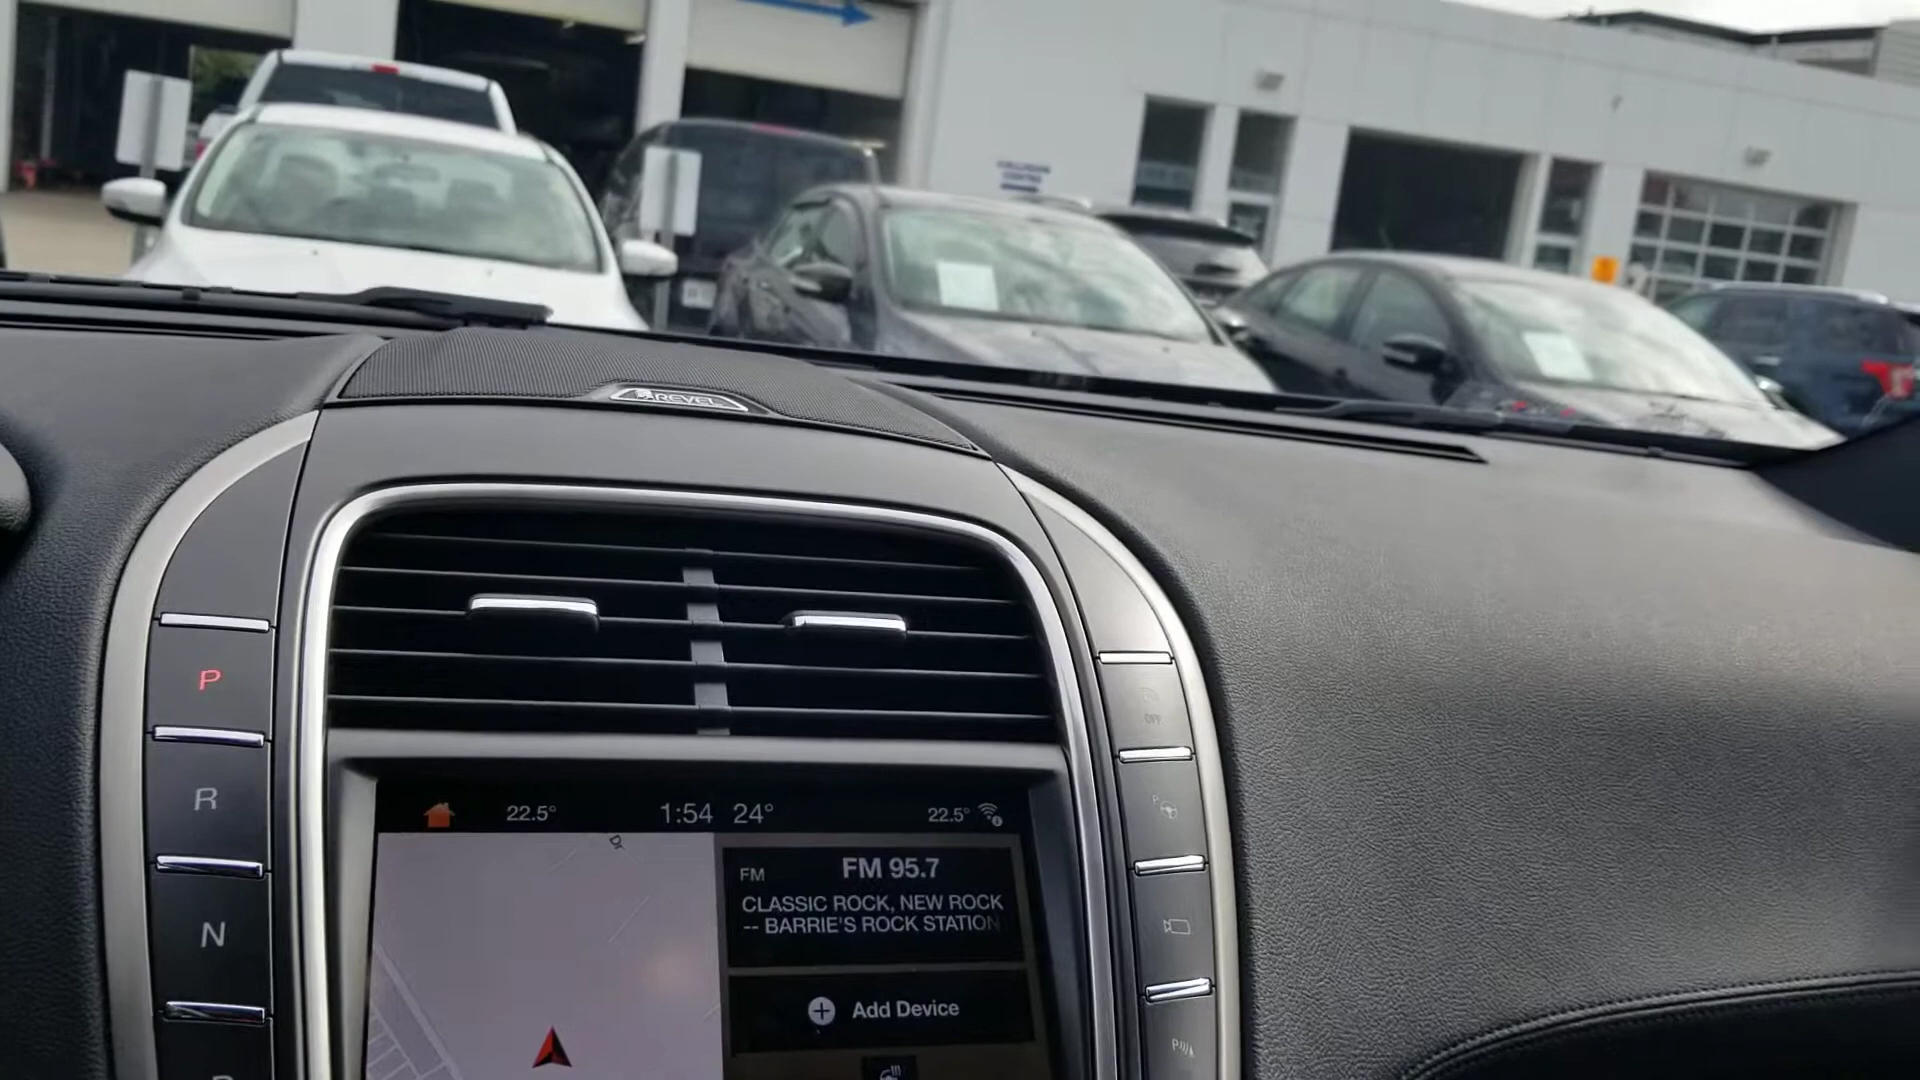 REVEL
P
R
N
OFF
P
P
22.5°
1:54 24°
22.5°
FM
FM 95.7
CLASSIC ROCK, NEW ROCK
-- BARRIE'S ROCK STATION
Add Device